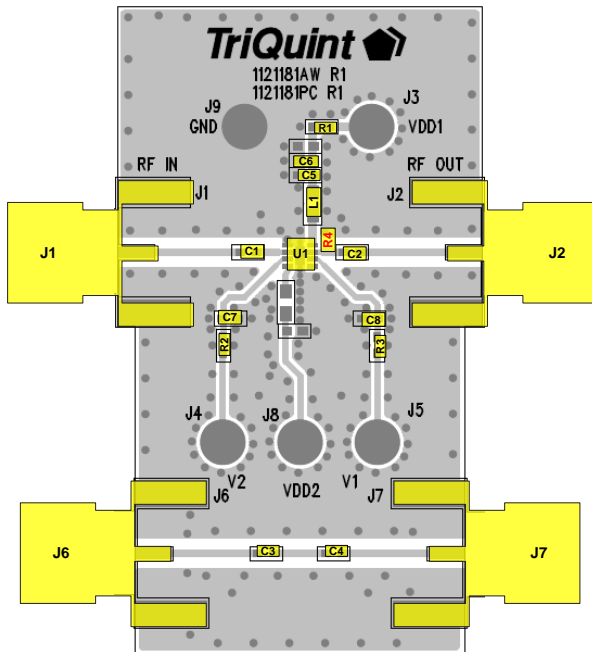 TriQuint
1121181AW R1
1121181PC R1
J9
GND
J3
VDD1
R1
C6
C5
RF IN
RF OUT
J1
J2
L1
R4
J1
C1
U1
C2
J2
C7
C8
R2
R3
J4
J8
J5
V2
VDD2
V1
J6
J7
J6
C3
C4
J7